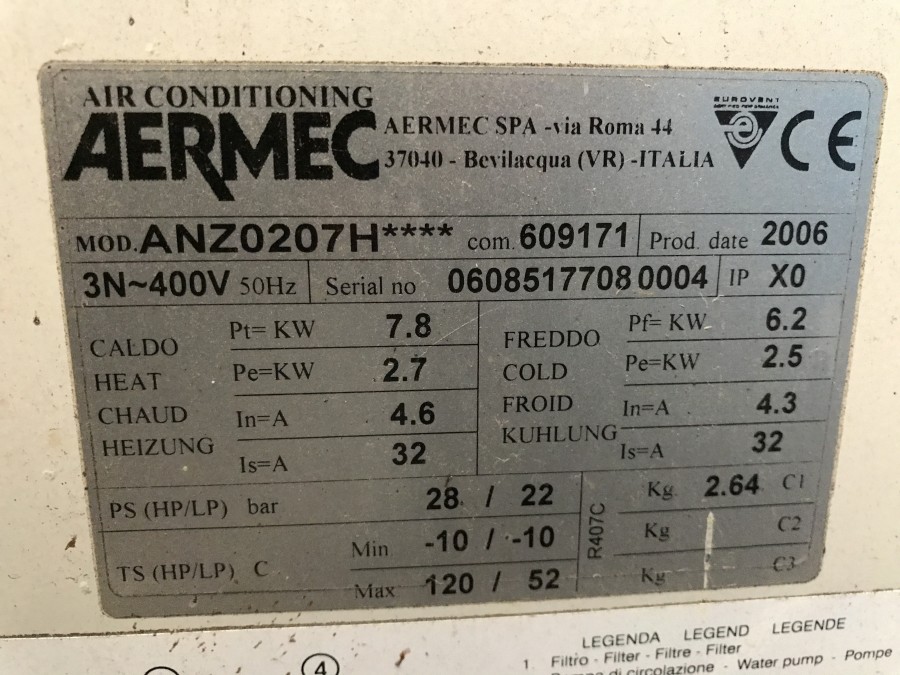 AIR CONDITIONING
AERMEC
AERMEC SPA -via Roma 44
37040 - Bevilacqua (VR) -ITALIA
EUROVENT
CE
MOD. ANZ0207H**** com. 609171 Prod. date 2006
3N~400V 50Hz Serial no 0608517708 0004 IP X0
CALDO
HEAT
CHAUD
HEIZUNG
Pt= KW 7.8
Pe=KW 2.7
In=A 4.6
Is=A 32
FREDDO
COLD
FROID
KUHLUNG
Pf= KW 6.2
Pe=KW 2.5
In=A 4.3
Is=A 32
PS (HP/LP) bar 28 / 22
TS (HP/LP) C
Min -10 / -10
Max 120 / 52
R407C
Kg 2.64 C1
Kg C2
Kg C3
LEGENDA LEGEND LEGENDE
1. Filtro - Filter - Filtre - Filter
di circolazione - Water pump - Pompe
4